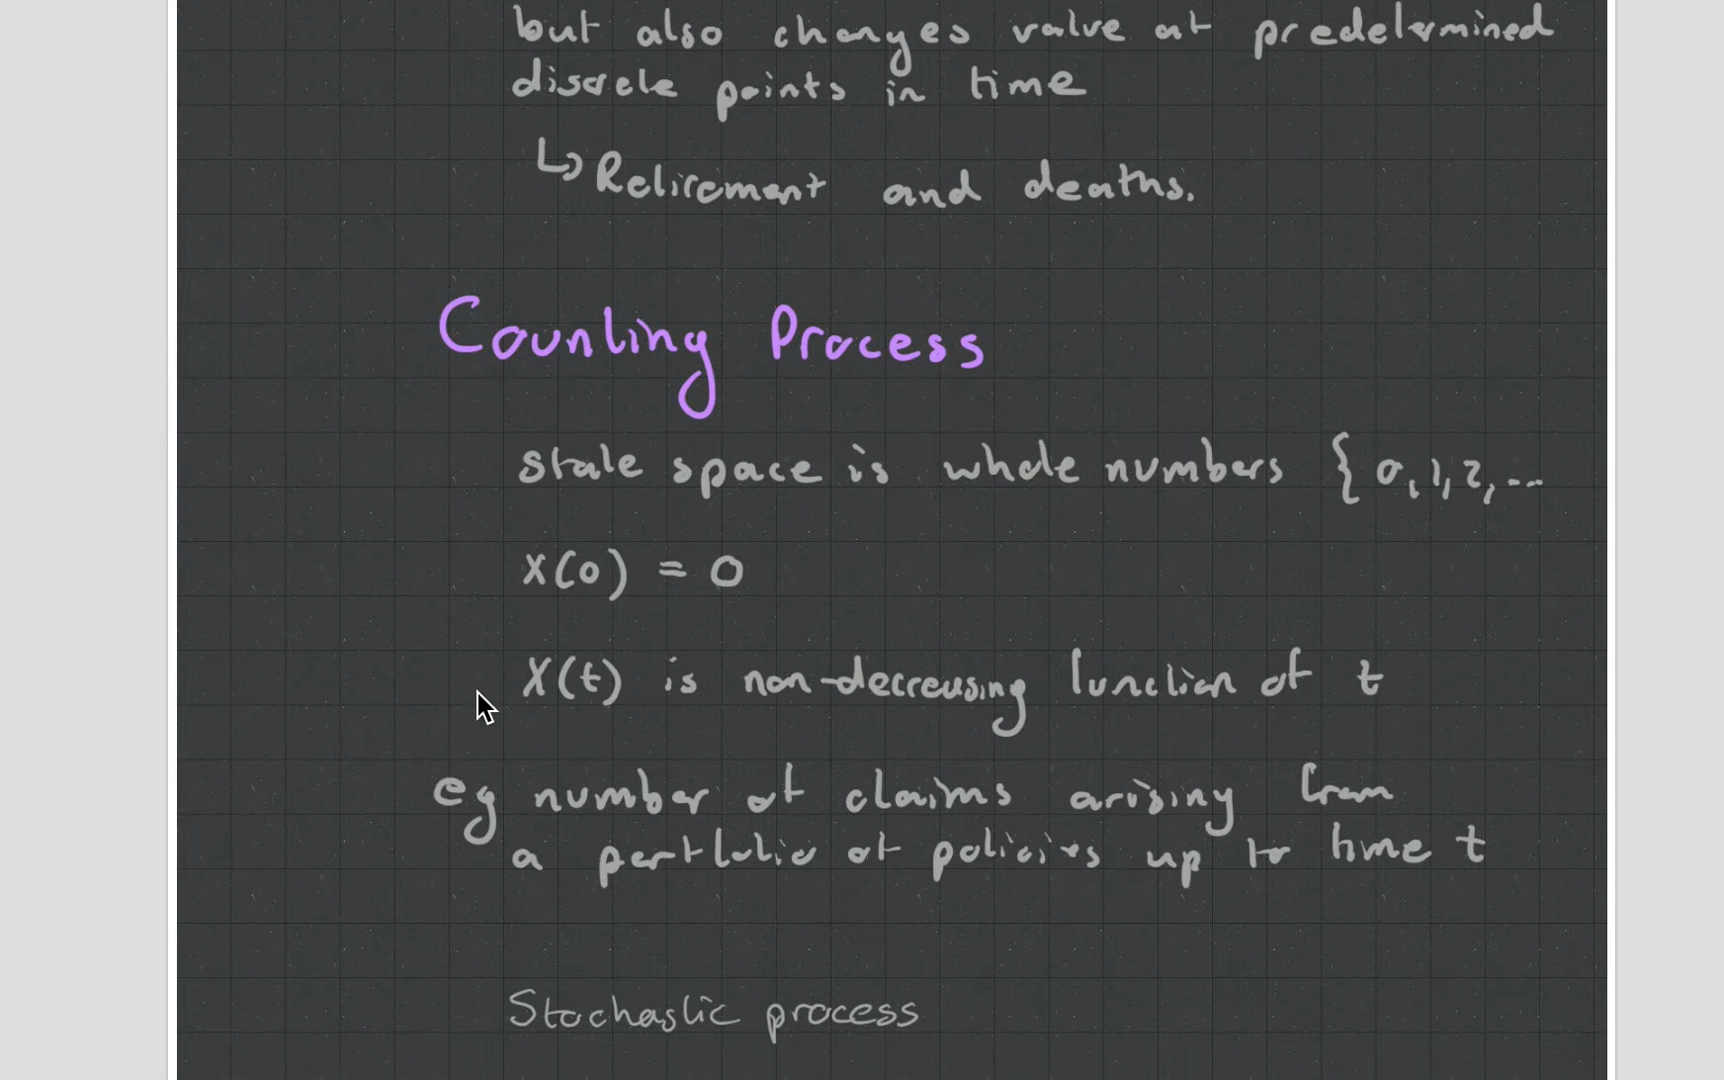 but also changes value at predetermined
discrete points in time
↳ Retirement and deaths.
Counting Process
state space is whole numbers {0,1,2,...
X(0) = 0
X(t) is non-decreasing function of t
eg number of claims arising from
a portfolio of policies up to time t
Stochastic process